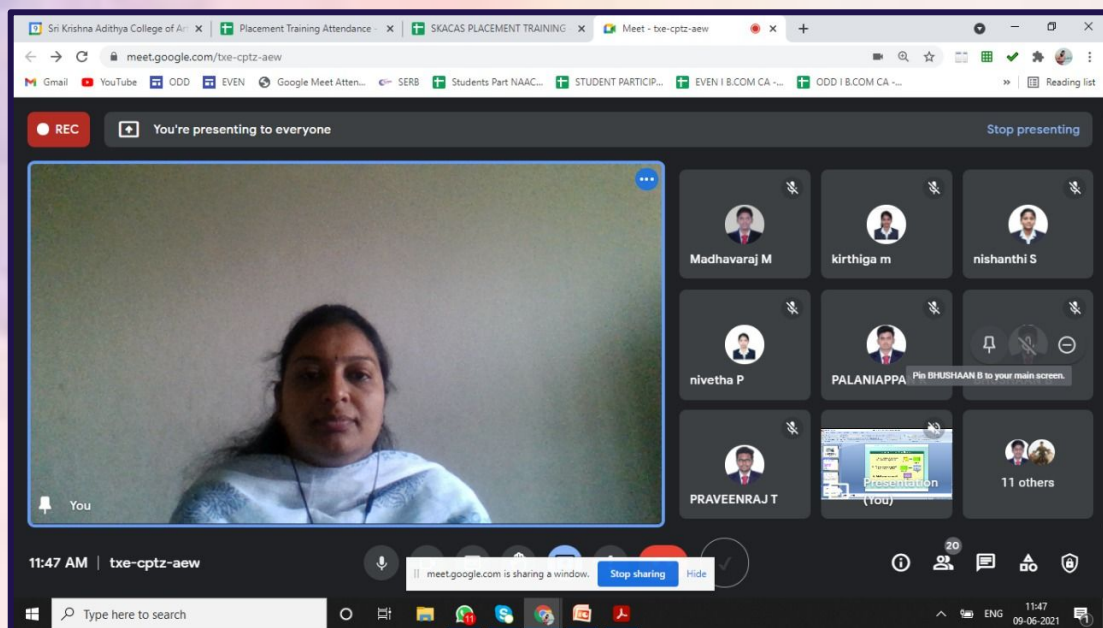 Sri Krishna Adithya College of Ar
Placement Training Attendance -
SKACAS PLACEMENT TRAINING
Meet - txe-cptz-aew
meet.google.com/txe-cptz-aew
Gmail
YouTube
ODD
EVEN
Google Meet Atten...
SERB
Students Part NAAC...
STUDENT PARTICIP...
EVEN I B.COM CA -...
ODD I B.COM CA -...
Reading list
REC
You're presenting to everyone
Stop presenting
Madhavaraj M
kirthiga m
nishanthi S
nivetha P
PALANIAPPA
Pin BHUSHAAN B to your main screen.
PRAVEENRAJ T
Presentation
(You)
11 others
You
11:47 AM | txe-cptz-aew
20
meet.google.com is sharing a window.
Stop sharing
Hide
Type here to search
11
ENG
11:47
09-06-2021
1